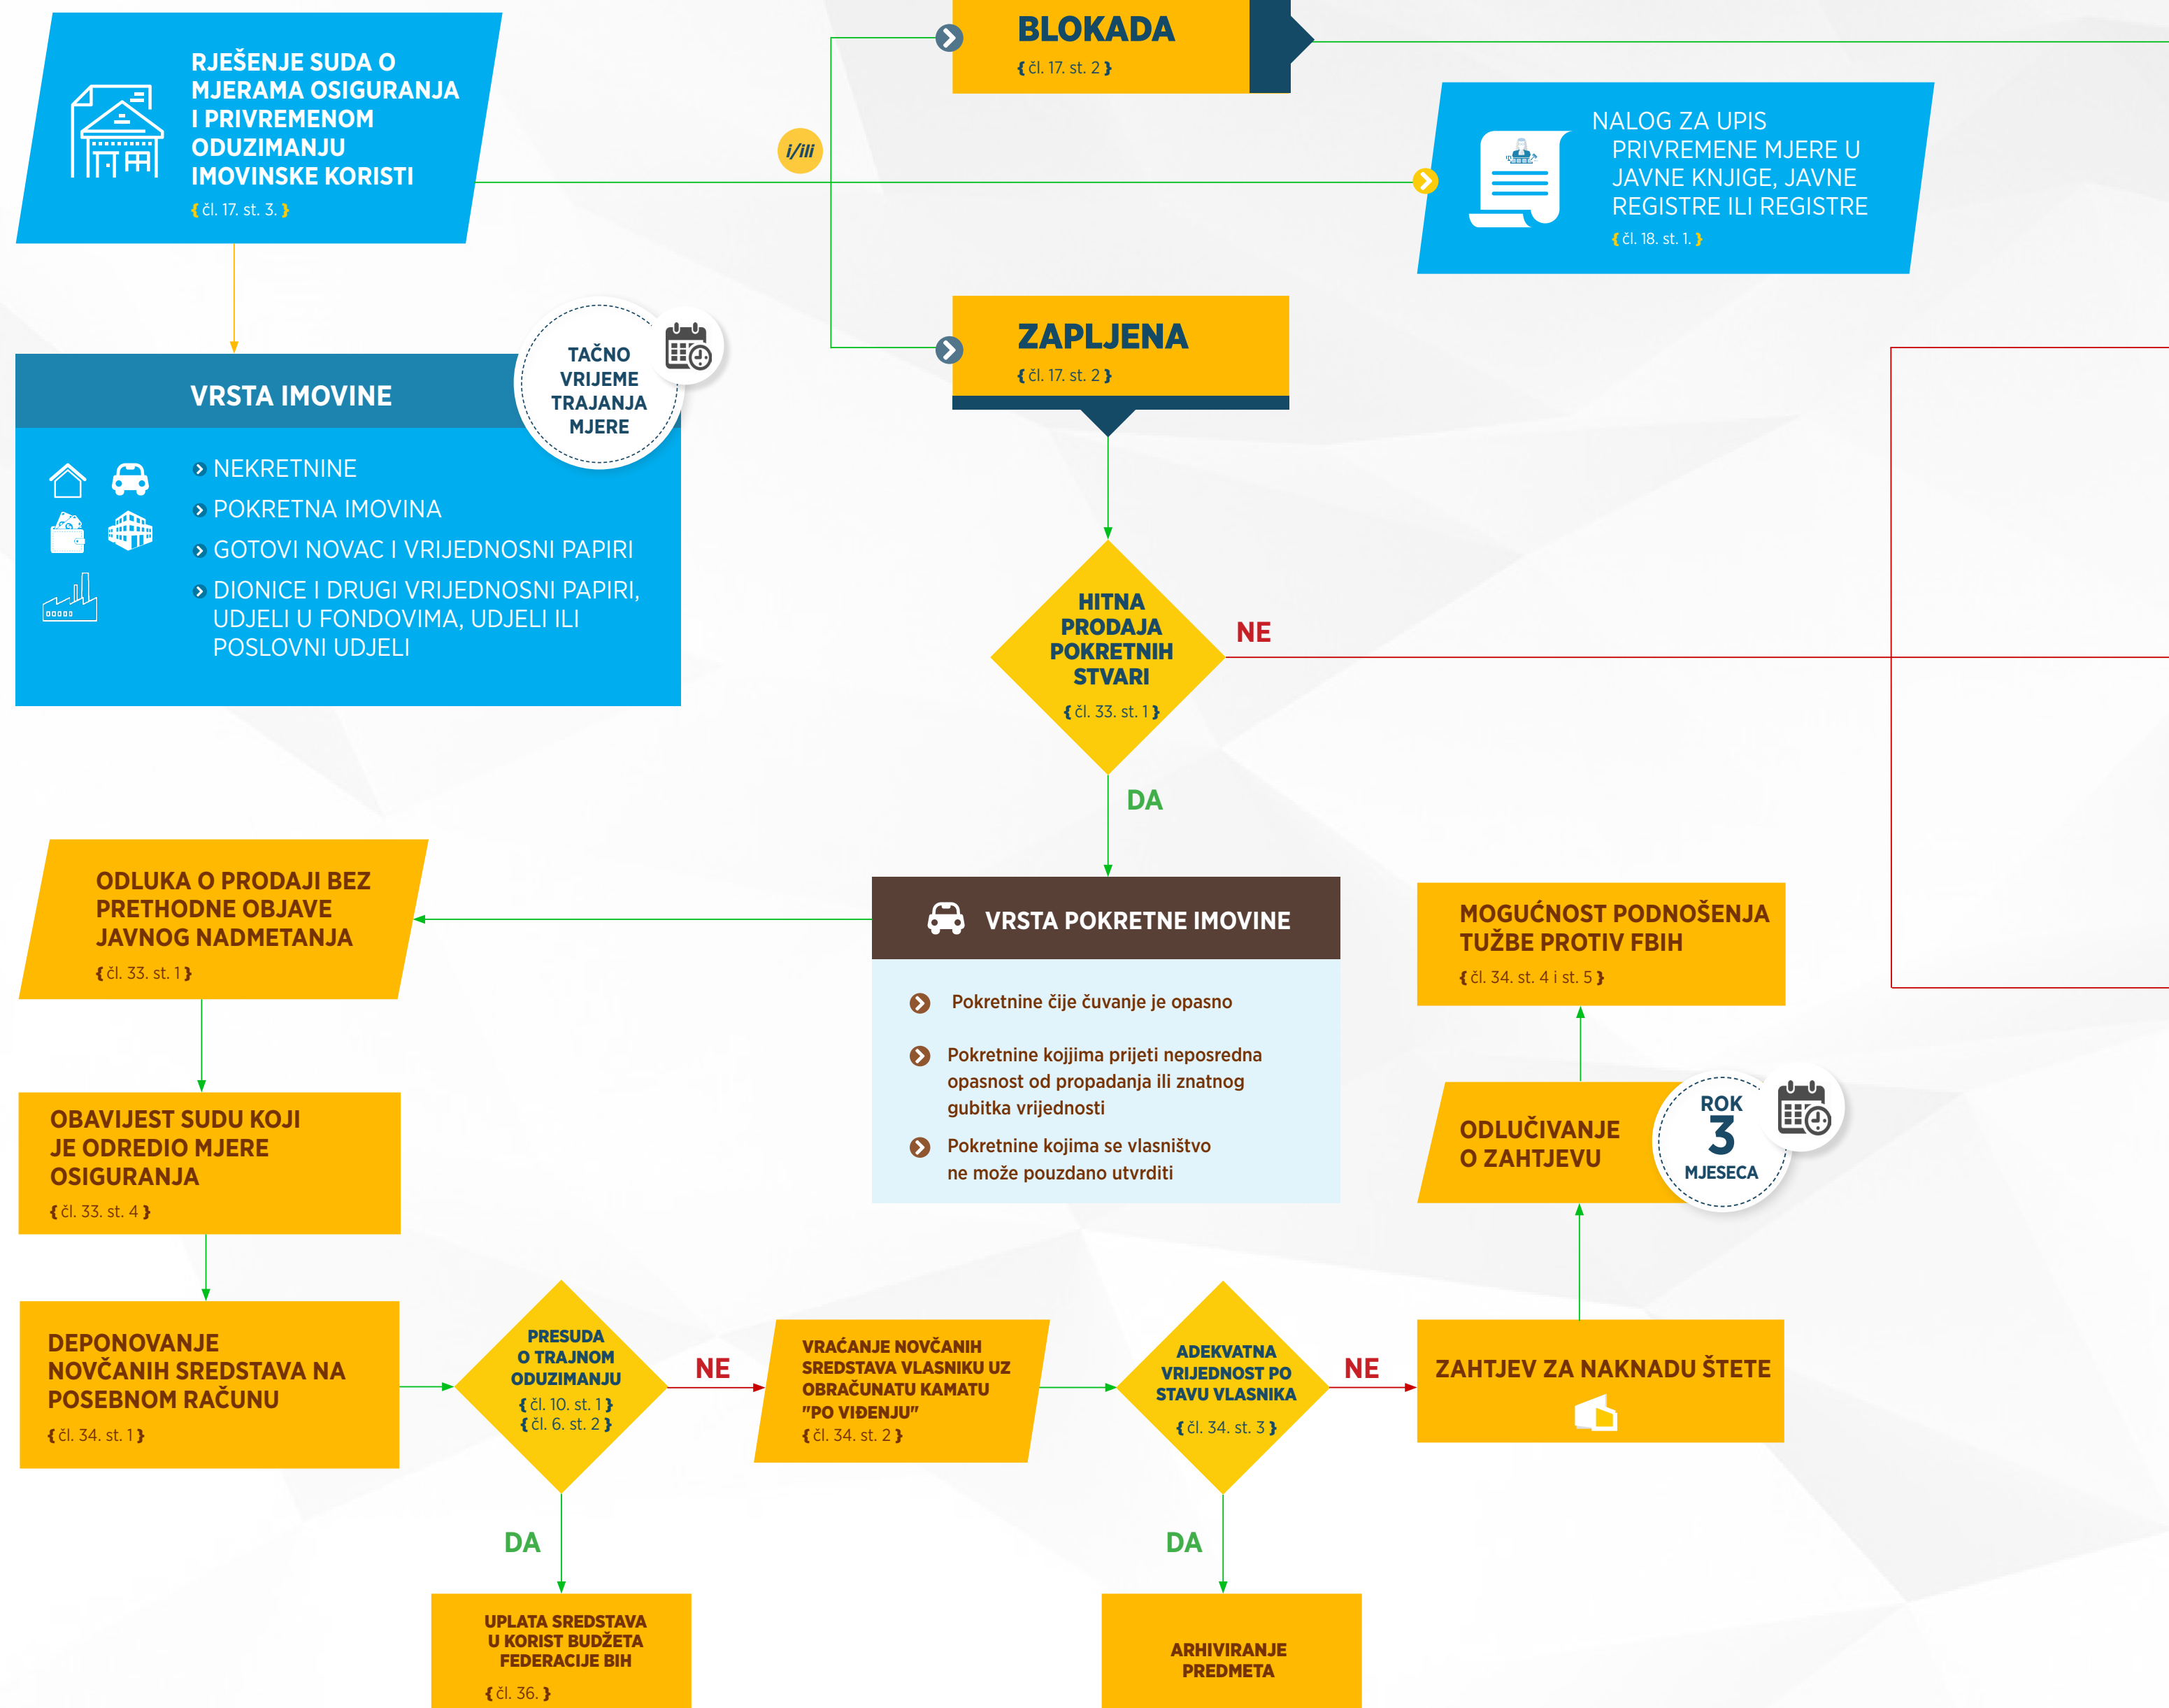 RJEŠENJE SUDA O
MJERAMA OSIGURANJA
I PRIVREMENOM
ODUZIMANJU
IMOVINSKE KORISTI
{ čl. 17. st. 3. }
i/ili
BLOKADA
{ čl. 17. st. 2 }
NALOG ZA UPIS
PRIVREMENE MJERE U
JAVNE KNJIGE, JAVNE
REGISTRE ILI REGISTRE
{ čl. 18. st. 1. }
ZAPLJENA
{ čl. 17. st. 2 }
VRSTA IMOVINE
TAČNO
VRIJEME
TRAJANJA
MJERE
NEKRETNINE
POKRETNA IMOVINA
GOTOVI NOVAC I VRIJEDNOSNI PAPIRI
DIONICE I DRUGI VRIJEDNOSNI PAPIRI,
UDJELI U FONDOVIMA, UDJELI ILI
POSLOVNI UDJELI
HITNA
PRODAJA
POKRETNIH
STVARI
{ čl. 33. st. 1 }
NE
DA
ODLUKA O PRODAJI BEZ
PRETHODNE OBJAVE
JAVNOG NADMETANJA
{ čl. 33. st. 1 }
VRSTA POKRETNE IMOVINE
Pokretnine čije čuvanje je opasno
Pokretnine kojjima prijeti neposredna
opasnost od propadanja ili znatnog
gubitka vrijednosti
Pokretnine kojima se vlasništvo
ne može pouzdano utvrditi
MOGUĆNOST PODNOŠENJA
TUŽBE PROTIV FBIH
{ čl. 34. st. 4 i st. 5 }
OBAVIJEST SUDU KOJI
JE ODREDIO MJERE
OSIGURANJA
{ čl. 33. st. 4 }
ODLUČIVANJE
O ZAHTJEVU
ROK
3
MJESECA
DEPONOVANJE
NOVČANIH SREDSTAVA NA
POSEBNOM RAČUNU
{ čl. 34. st. 1 }
PRESUDA
O TRAJNOM
ODUZIMANJU
{ čl. 10. st. 1 }
{ čl. 6. st. 2 }
NE
VRAĆANJE NOVČANIH
SREDSTAVA VLASNIKU UZ
OBRAČUNATU KAMATU
"PO VIĐENJU"
{ čl. 34. st. 2 }
ADEKVATNA
VRIJEDNOST PO
STAVU VLASNIKA
{ čl. 34. st. 3 }
NE
ZAHTJEV ZA NAKNADU ŠTETE
DA
DA
UPLATA SREDSTAVA
U KORIST BUDŽETA
FEDERACIJE BIH
{ čl. 36. }
ARHIVIRANJE
PREDMETA